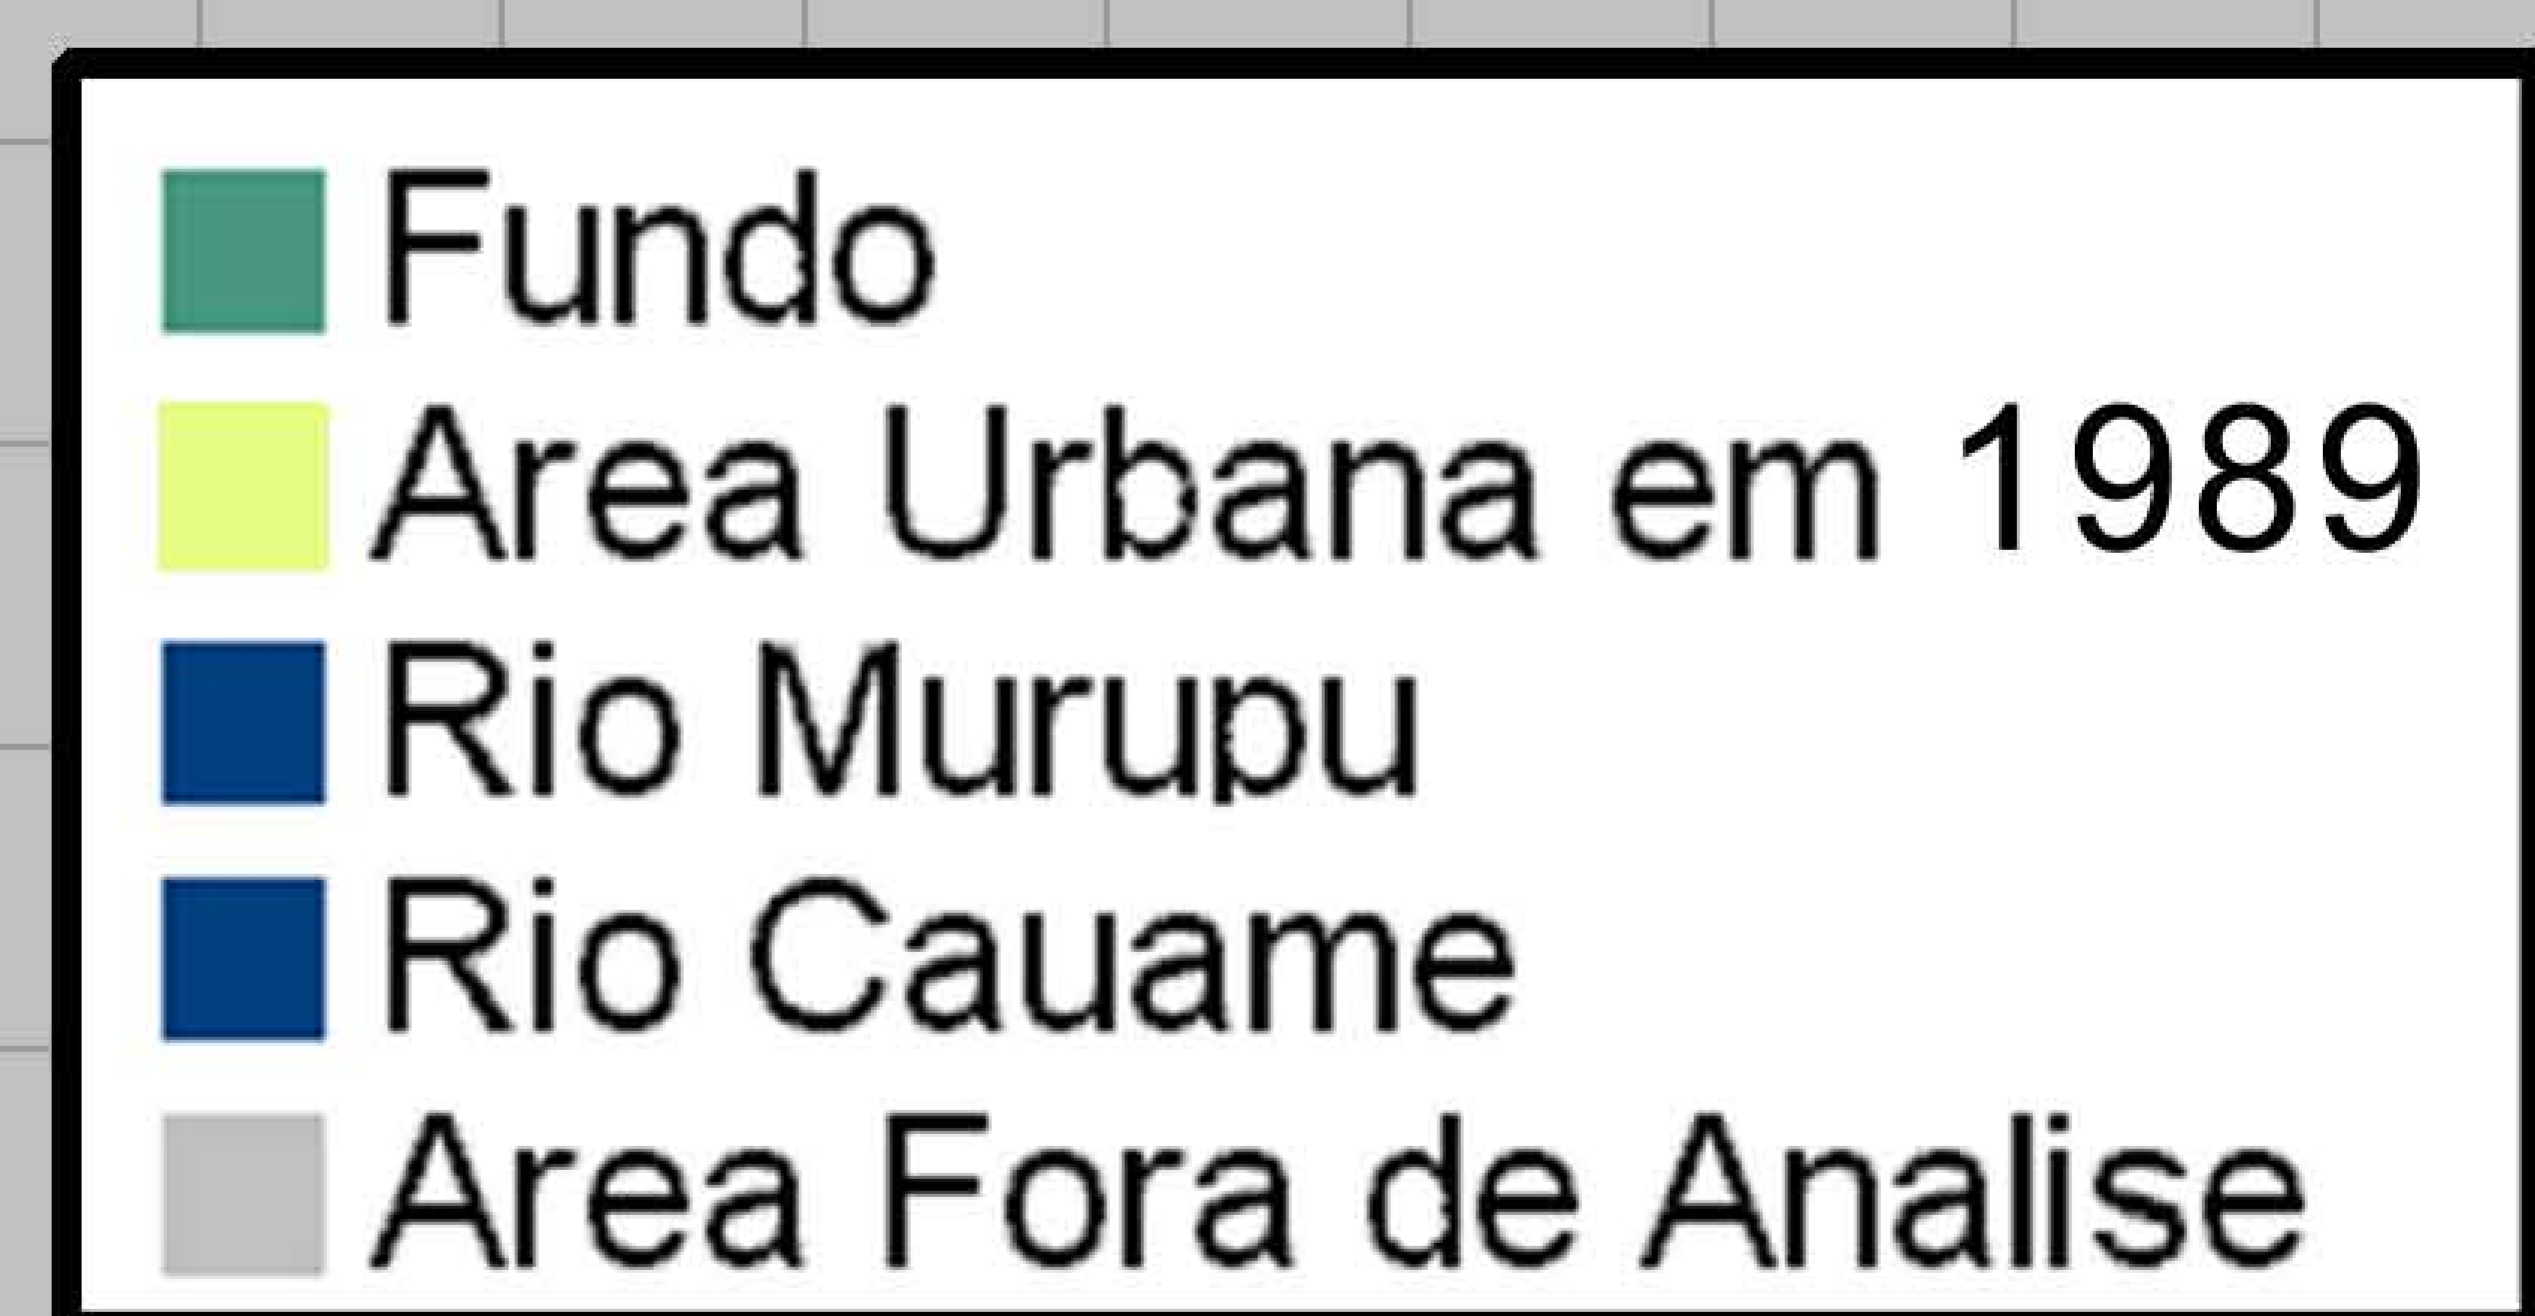 Fundo
Area Urbana em 1989
Rio Murupu
Rio Cauame
Area Fora de Analise